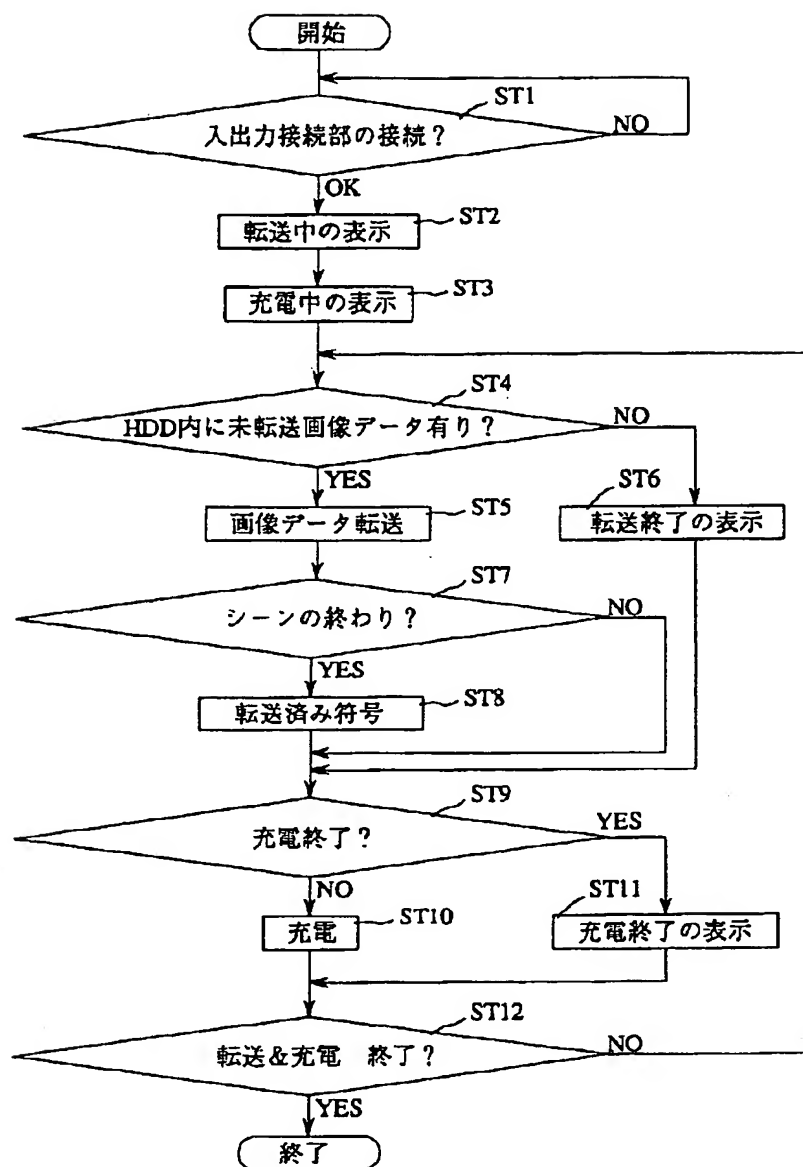 開始
ST1
入出力接続部の接続?
NO
OK
転送中の表示
ST2
充電中の表示
ST3
ST4
HDD内に未転送画像データ有り?
NO
YES
画像データ転送
ST5
ST6
転送終了の表示
ST7
シーンの終わり?
NO
YES
転送済み符号
ST8
ST9
充電終了?
YES
NO
充電
ST10
ST11
充電終了の表示
ST12
転送&充電 終了?
NO
YES
終了